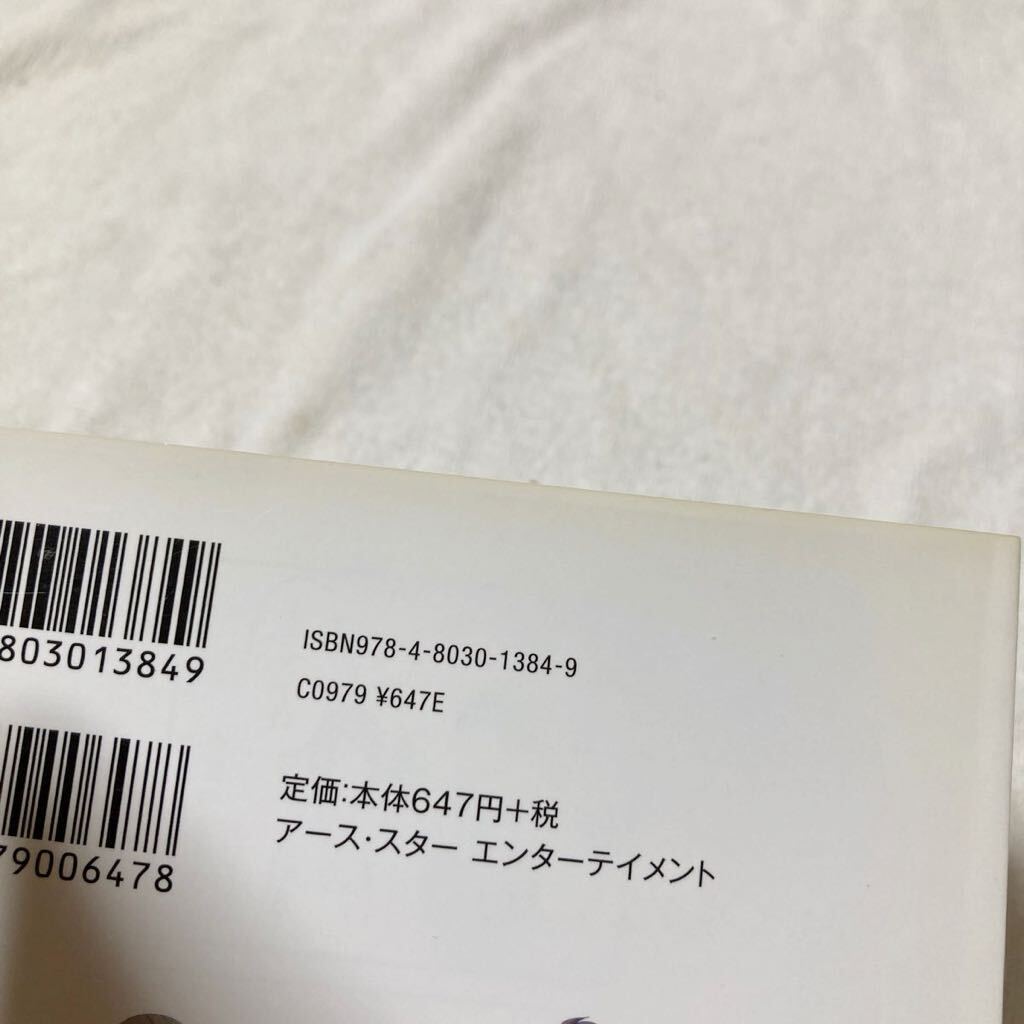 803013849
ISBN978-4-8030-1384-9
C0979 ¥647E
79006478
定価:本体647円+税
アース・スター エンターテイメント